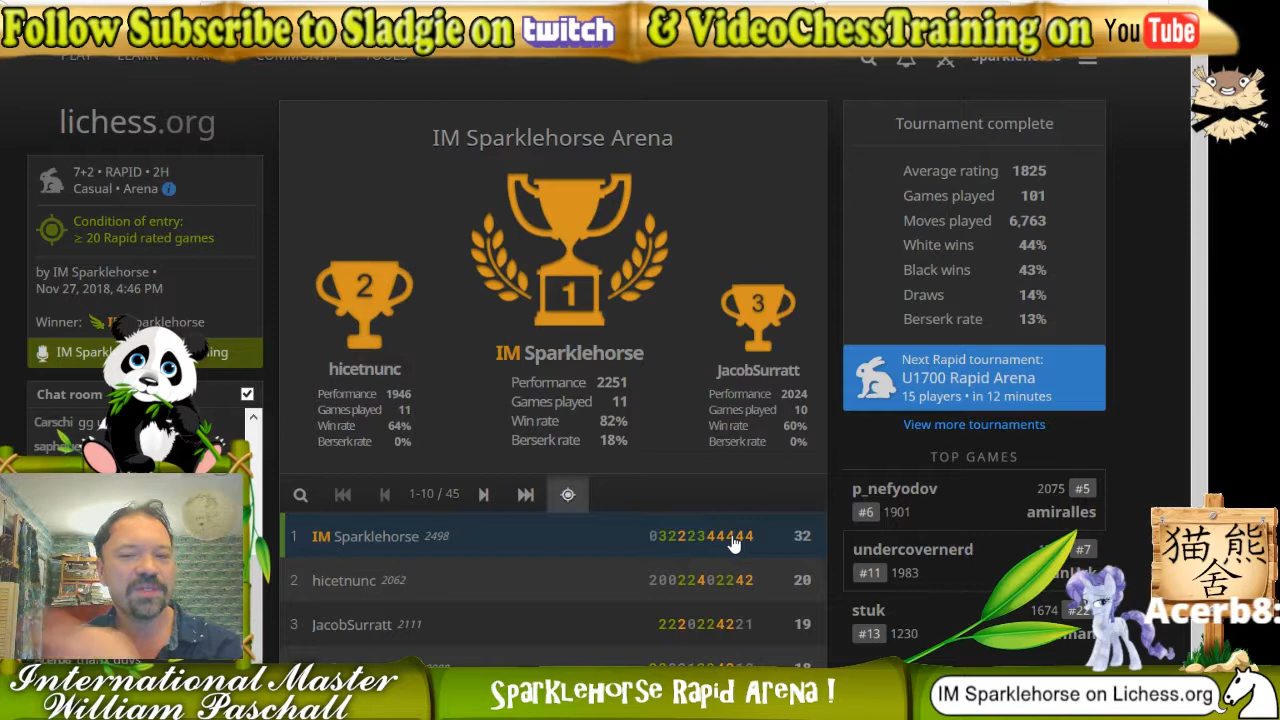 Follow Subscribe to Sladgie on twitch & VideoChessTraining on YouTube
lichess.org
7+2 • RAPID • 2H
Casual • Arena
Condition of entry:
≥ 20 Rapid rated games
by IM Sparklehorse •
Nov 27, 2018, 4:46 PM
Winner:
IM Spark
Chat room
Carschi gg
IM Sparklehorse Arena
2
1
3
hicetnunc
Performance 1946
Games played 11
Win rate 64%
Berserk rate 0%
IM Sparklehorse
Performance 2251
Games played 11
Win rate 82%
Berserk rate 18%
JacobSurratt
Performance 2024
Games played 10
Win rate 60%
Berserk rate 0%
1-10 / 45
1 IM Sparklehorse 2498 03222344444 32
2 hicetnunc 2062 20022402242 20
3 JacobSurratt 2111 2220224221 19
Tournament complete
Average rating 1825
Games played 101
Moves played 6,763
White wins 44%
Black wins 43%
Draws 14%
Berserk rate 13%
Next Rapid tournament:
U1700 Rapid Arena
15 players • in 12 minutes
View more tournaments
TOP GAMES
p_nefyodov 2075 #5
#6 1901 amiralles
undercovernerd #7
#11 1983
stuk 1674 #22
#13 1230
猫熊
舍
Acerb8
International Master
William Paschall
Sparklehorse Rapid Arena !
IM Sparklehorse on Lichess.org